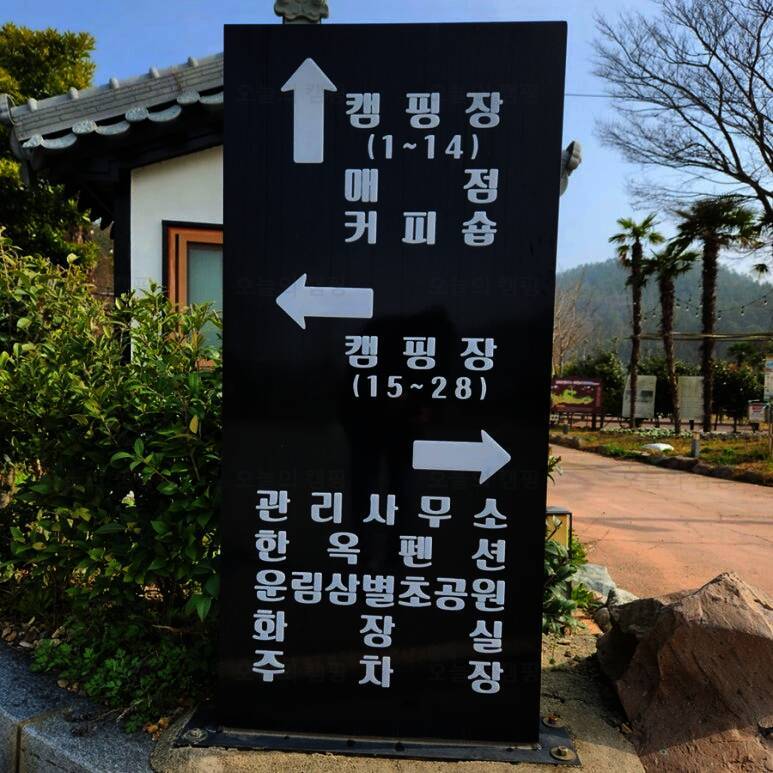 캠핑장
(1~14)
매점
커피숍
캠핑장
(15~28)
관리사무소
한옥펜션
운림삼별초공원
화장실
주차장